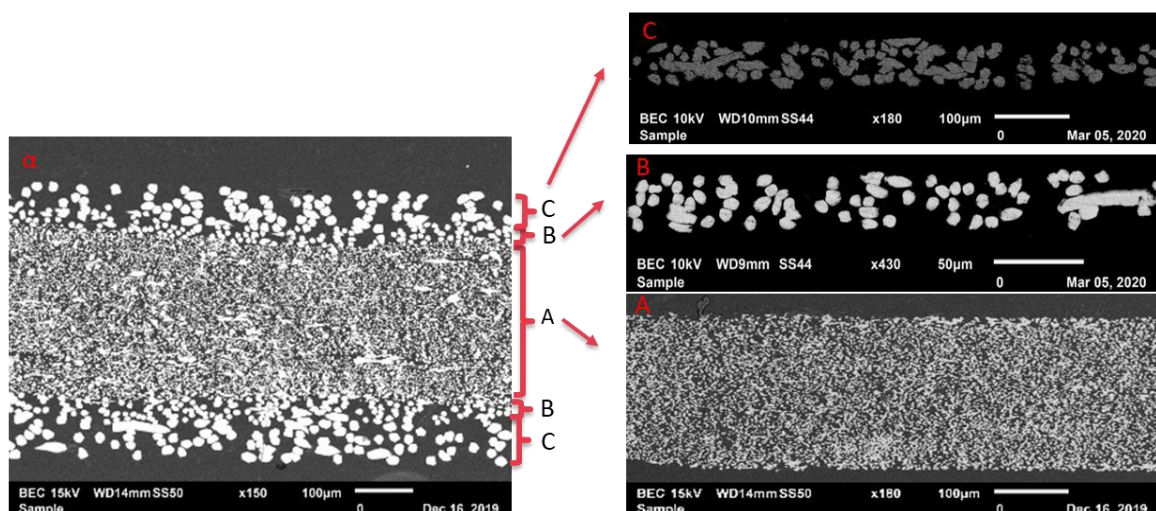 α
C
B
A
B
C
BEC 15kV WD14mm SS50 x150 100µm
Sample 0 Dec 16, 2019
C
BEC 10kV WD10mm SS44 x180 100µm
Sample 0 Mar 05, 2020
B
BEC 10kV WD9mm SS44 x430 50µm
Sample 0 Mar 05, 2020
A
BEC 15kV WD14mm SS50 x180 100µm
Sample 0 Dec 16, 2019